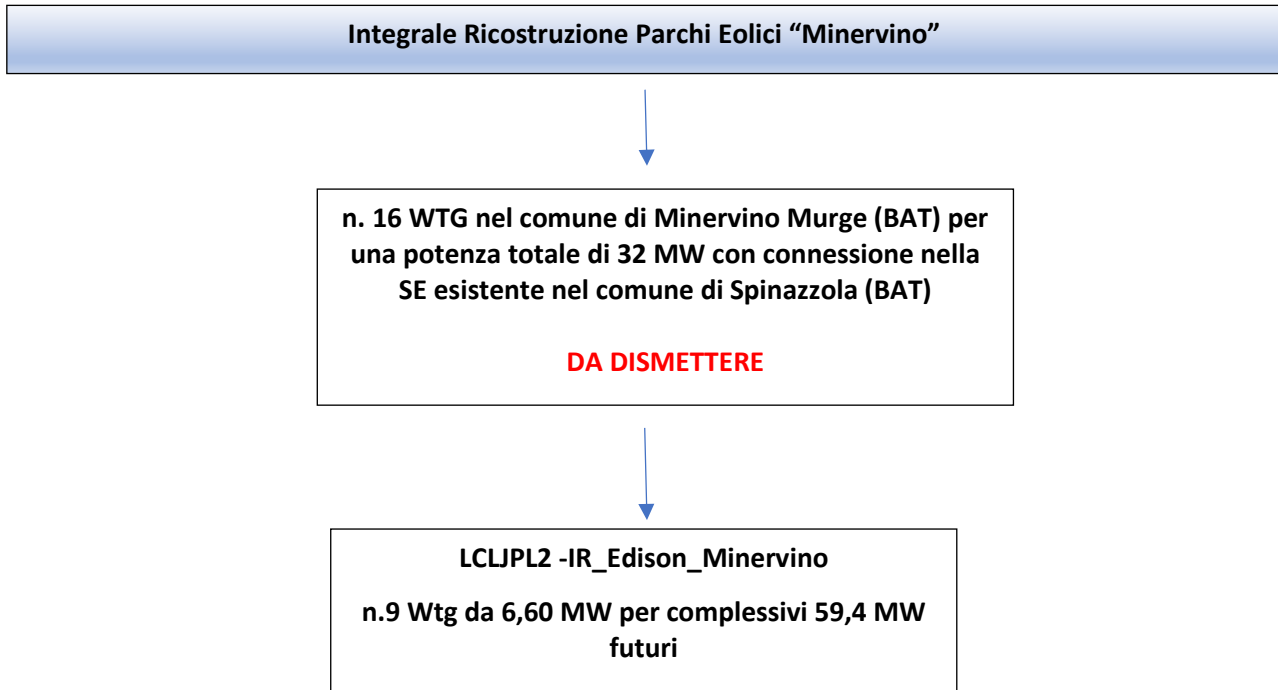 Integrale Ricostruzione Parchi Eolici “Minervino”
n. 16 WTG nel comune di Minervino Murge (BAT) per
una potenza totale di 32 MW con connessione nella
SE esistente nel comune di Spinazzola (BAT)
DA DISMETTERE
LCLJPL2 -IR_Edison_Minervino
n.9 Wtg da 6,60 MW per complessivi 59,4 MW
futuri